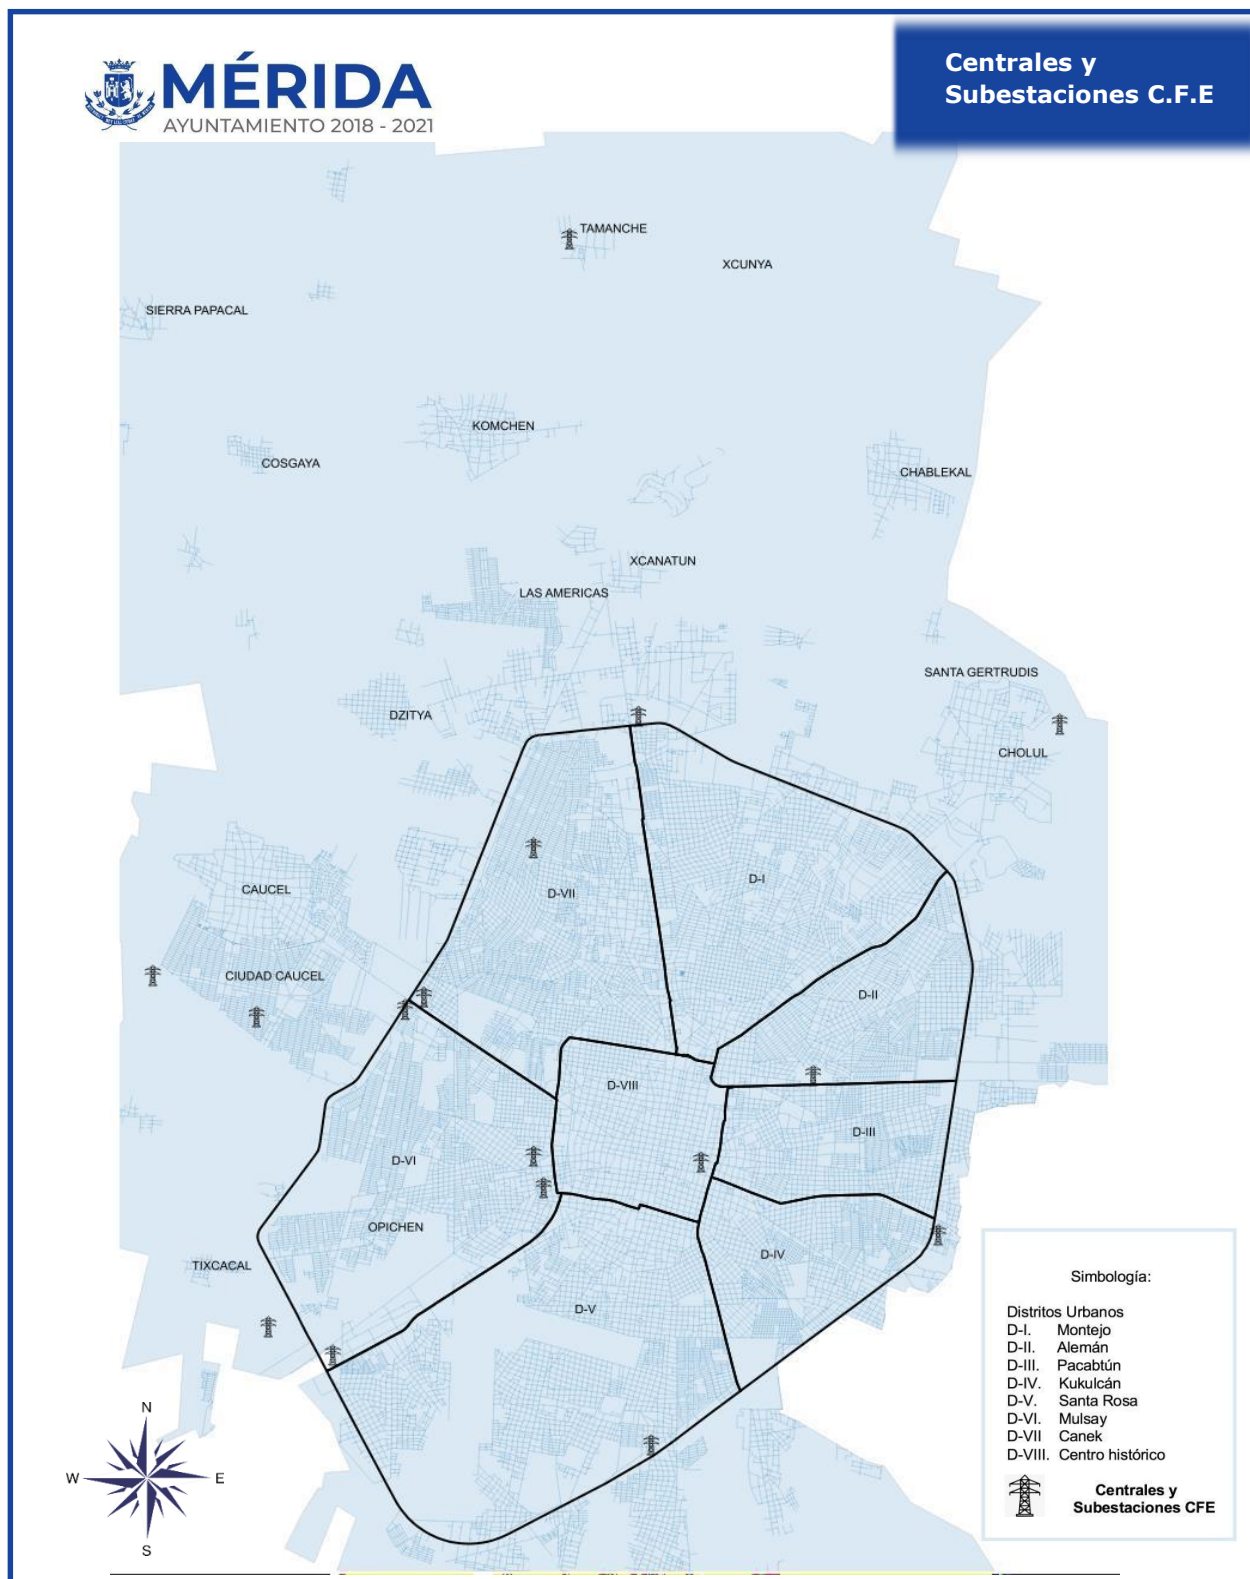 MÉRIDA
AYUNTAMIENTO 2018 - 2021
Centrales y
Subestaciones C.F.E
TAMANCHE
XCUNYA
SIERRA PAPACAL
KOMCHEN
COSGAYA
CHABLEKAL
XCANATUN
LAS AMERICAS
SANTA GERTRUDIS
DZITYA
CHOLUL
D-I
CAUCEL
D-VII
CIUDAD CAUCEL
D-II
D-VIII
D-III
D-VI
OPICHEN
D-IV
TIXCACAL
D-V
Simbología:
Distritos Urbanos
D-I. Montejo
D-II. Alemán
D-III. Pacabtún
D-IV. Kukulcán
D-V. Santa Rosa
D-VI. Mulsay
D-VII Canek
D-VIII. Centro histórico
Centrales y
Subestaciones CFE
N
W
E
S